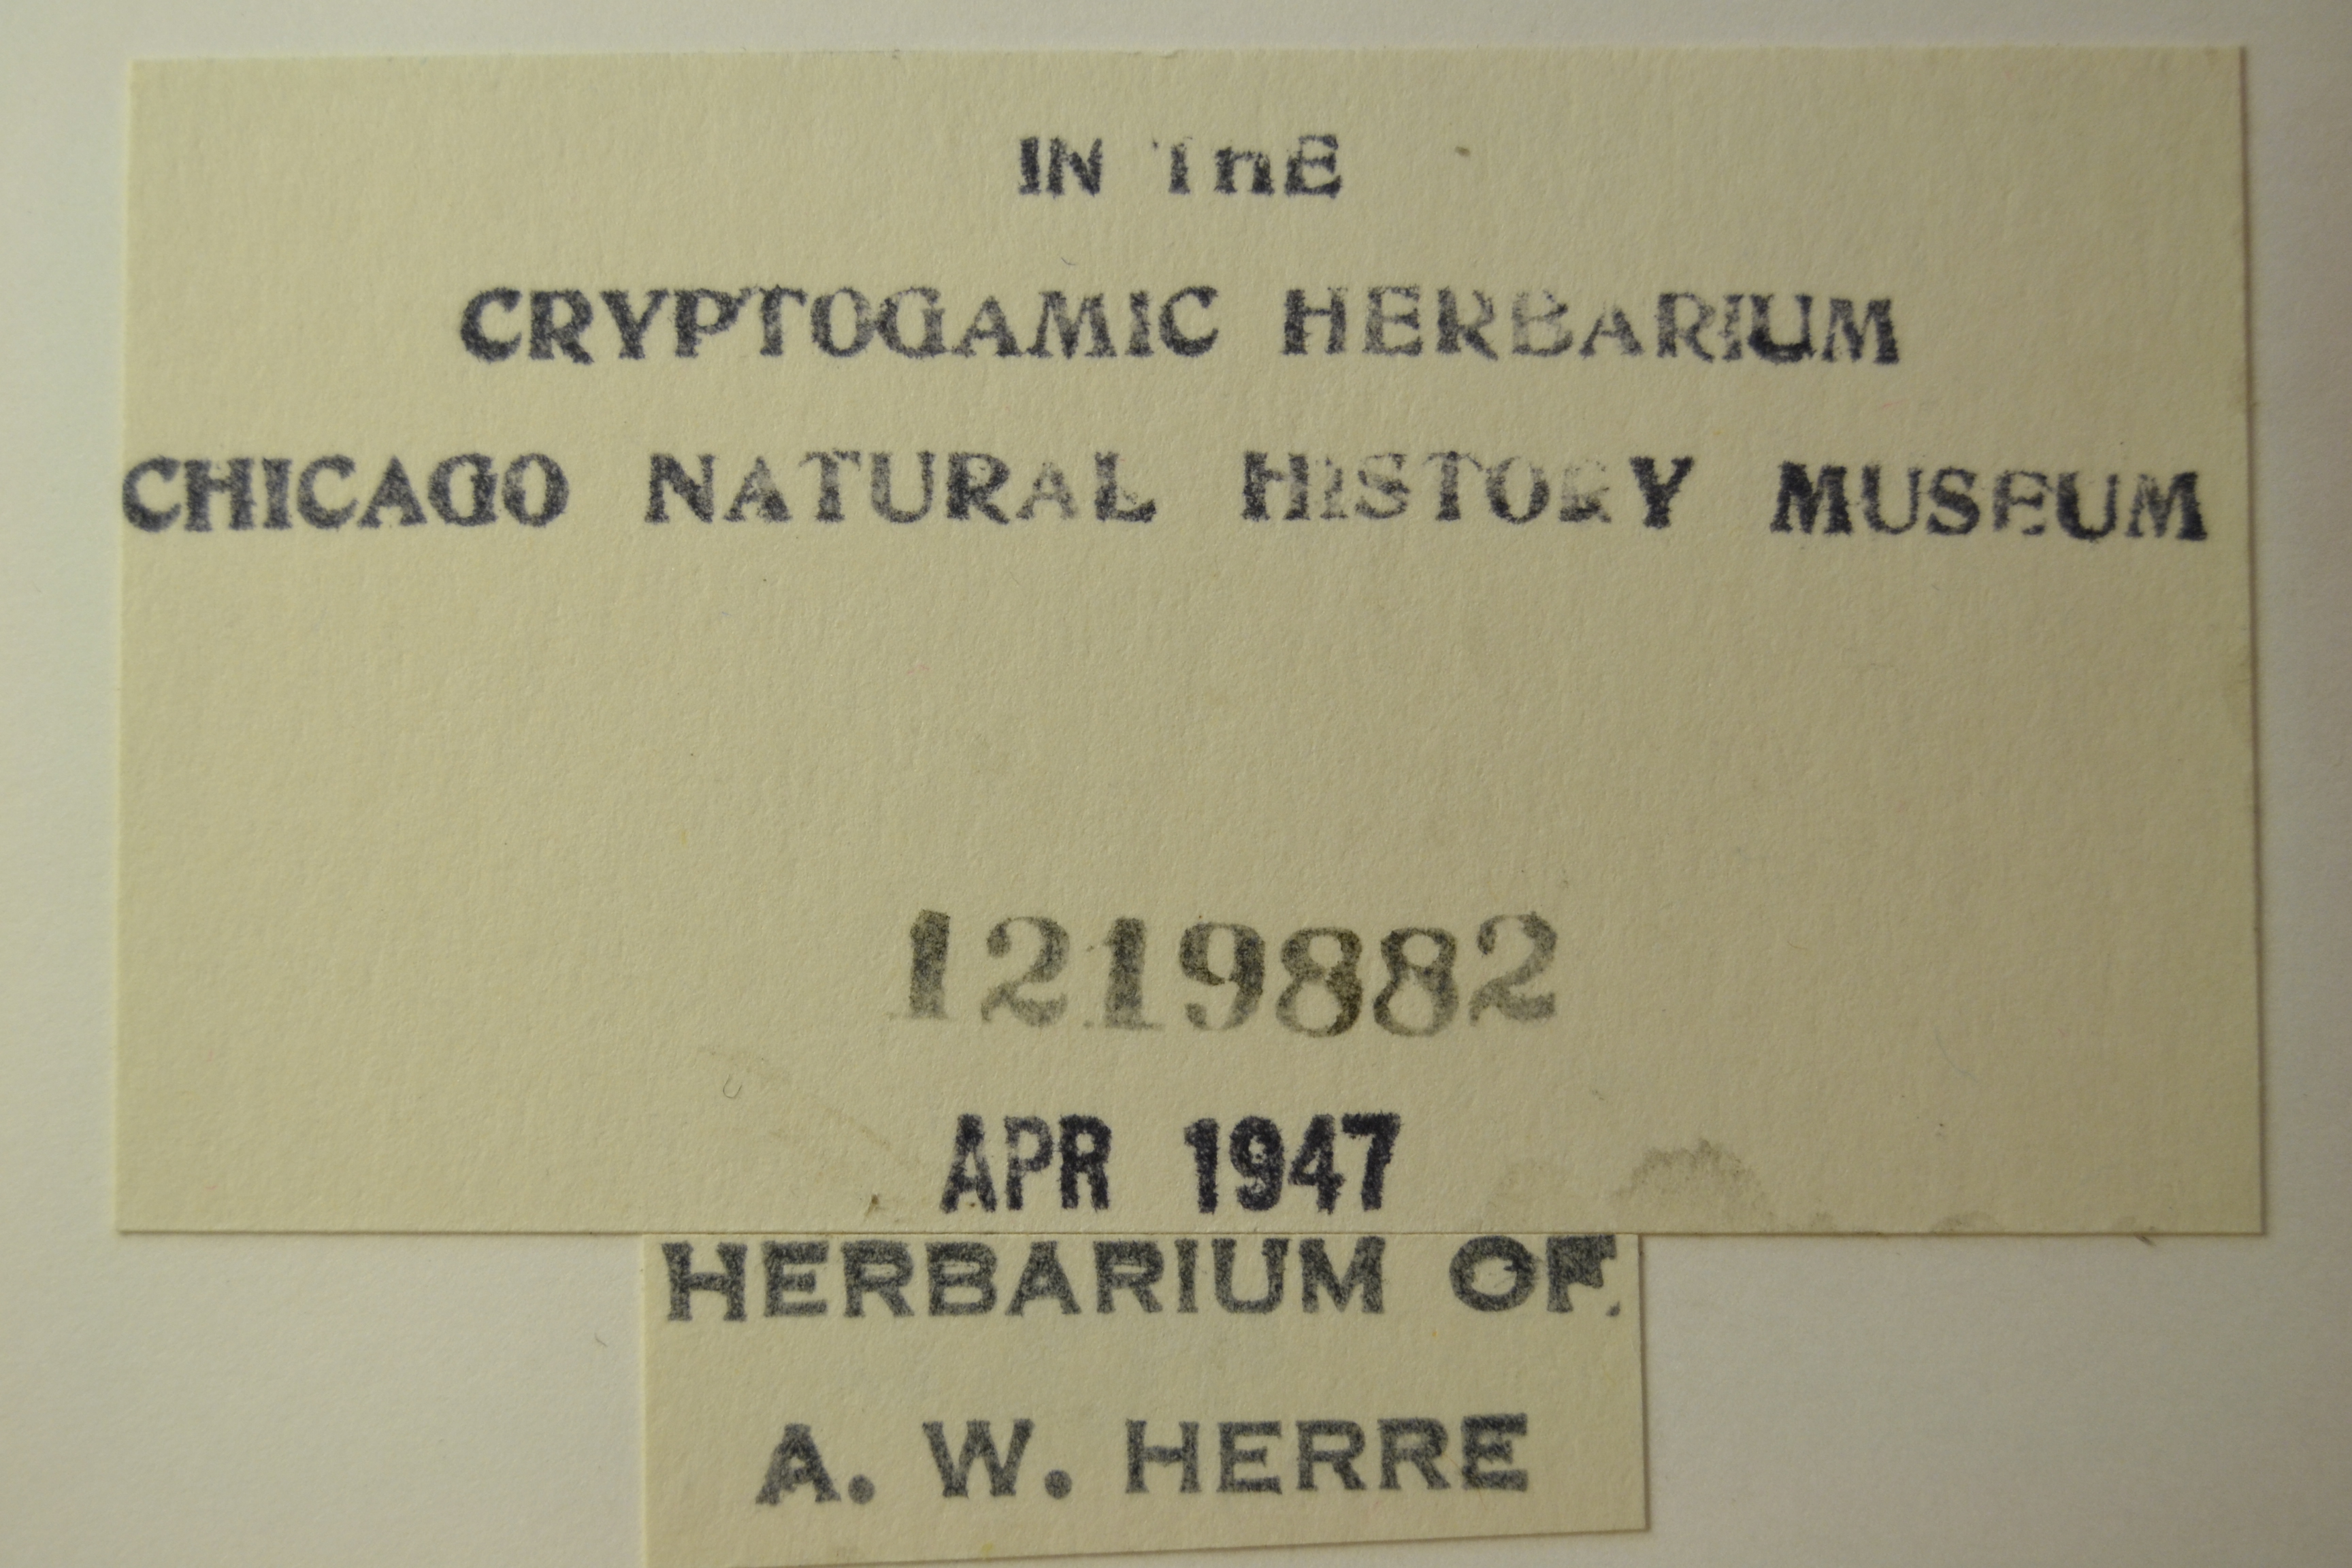 IN THE
CRYPTOGAMIC HERBARIUM
CHICAGO NATURAL HISTORY MUSEUM
1219882
APR 1947
HERBARIUM OF
A. W. HERRE